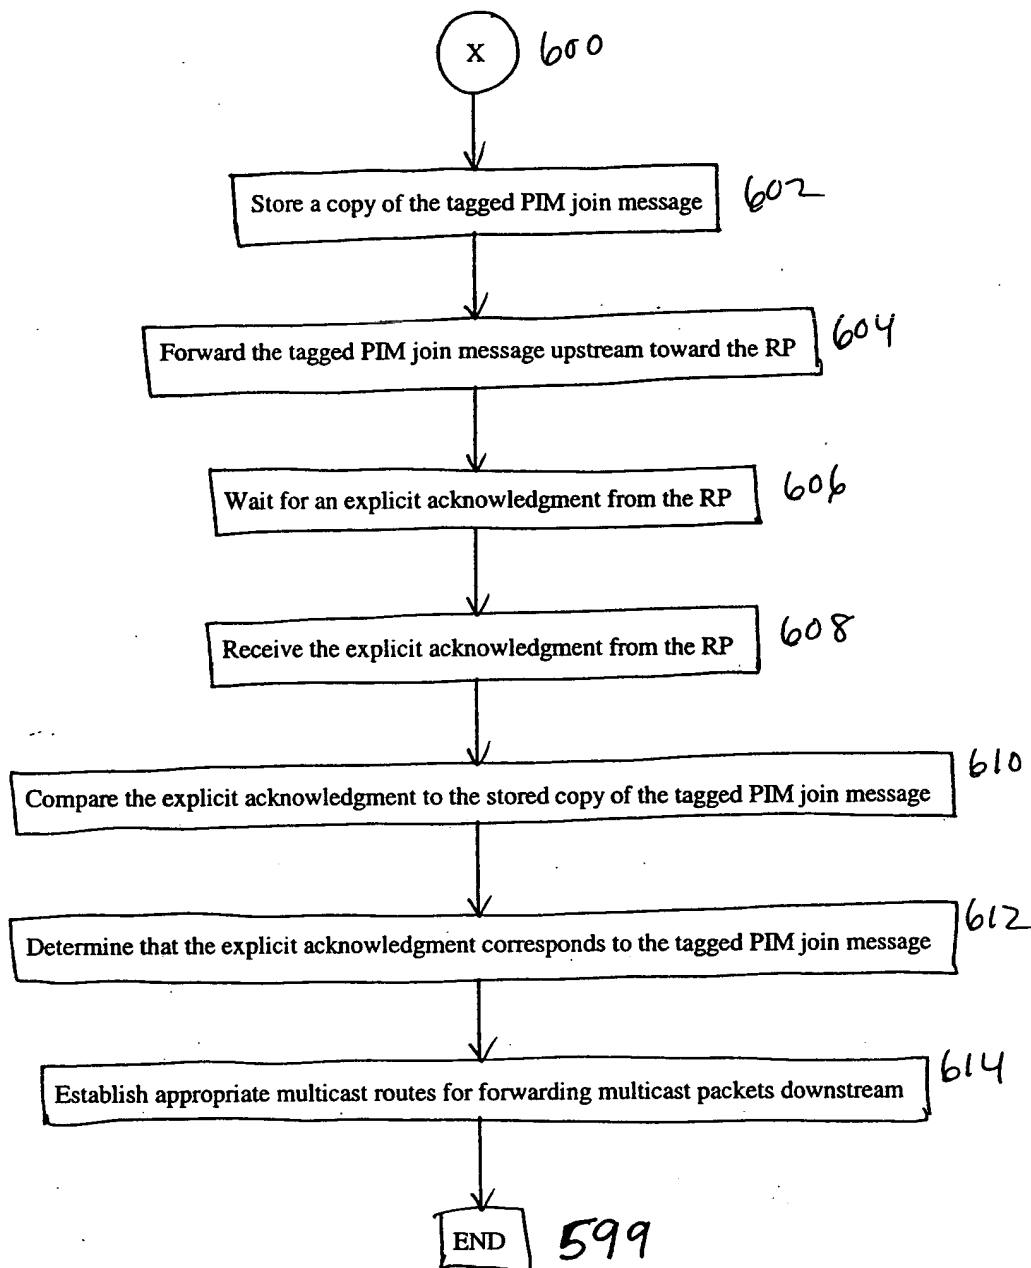 X 600
Store a copy of the tagged PIM join message 602
Forward the tagged PIM join message upstream toward the RP 604
Wait for an explicit acknowledgment from the RP 606
Receive the explicit acknowledgment from the RP 608
Compare the explicit acknowledgment to the stored copy of the tagged PIM join message 610
Determine that the explicit acknowledgment corresponds to the tagged PIM join message 612
Establish appropriate multicast routes for forwarding multicast packets downstream 614
END 599